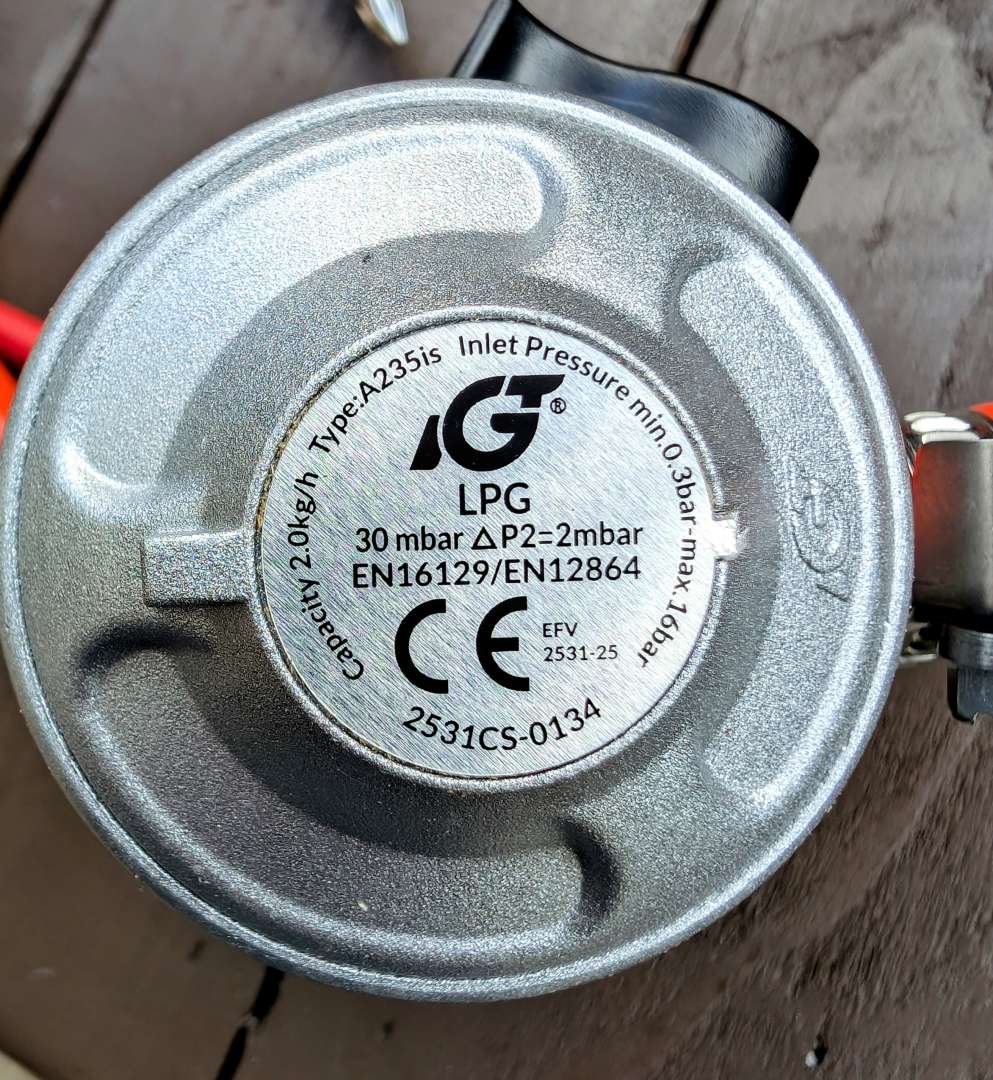 Capacity 2.0kg/h Type:A235is Inlet Pressure min.0.3bar-max.16bar
IGT®
LPG
30 mbar △P2=2mbar
EN16129/EN12864
CE
EFV
2531-25
2531CS-0134
IGT